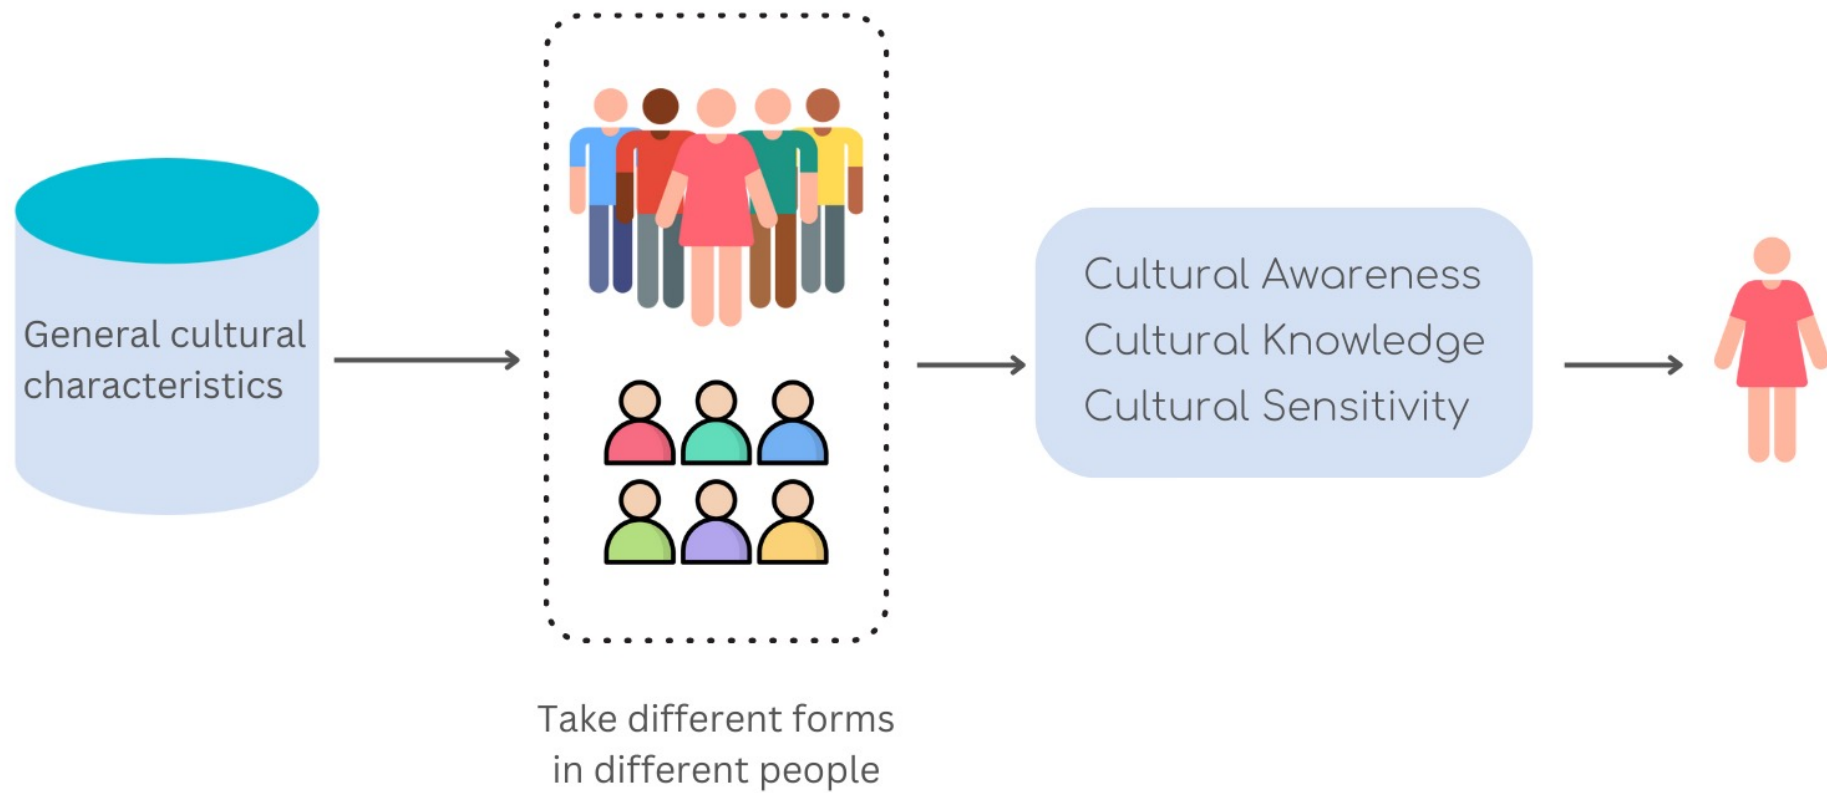 General cultural
characteristics
Take different forms
in different people
Cultural Awareness
Cultural Knowledge
Cultural Sensitivity